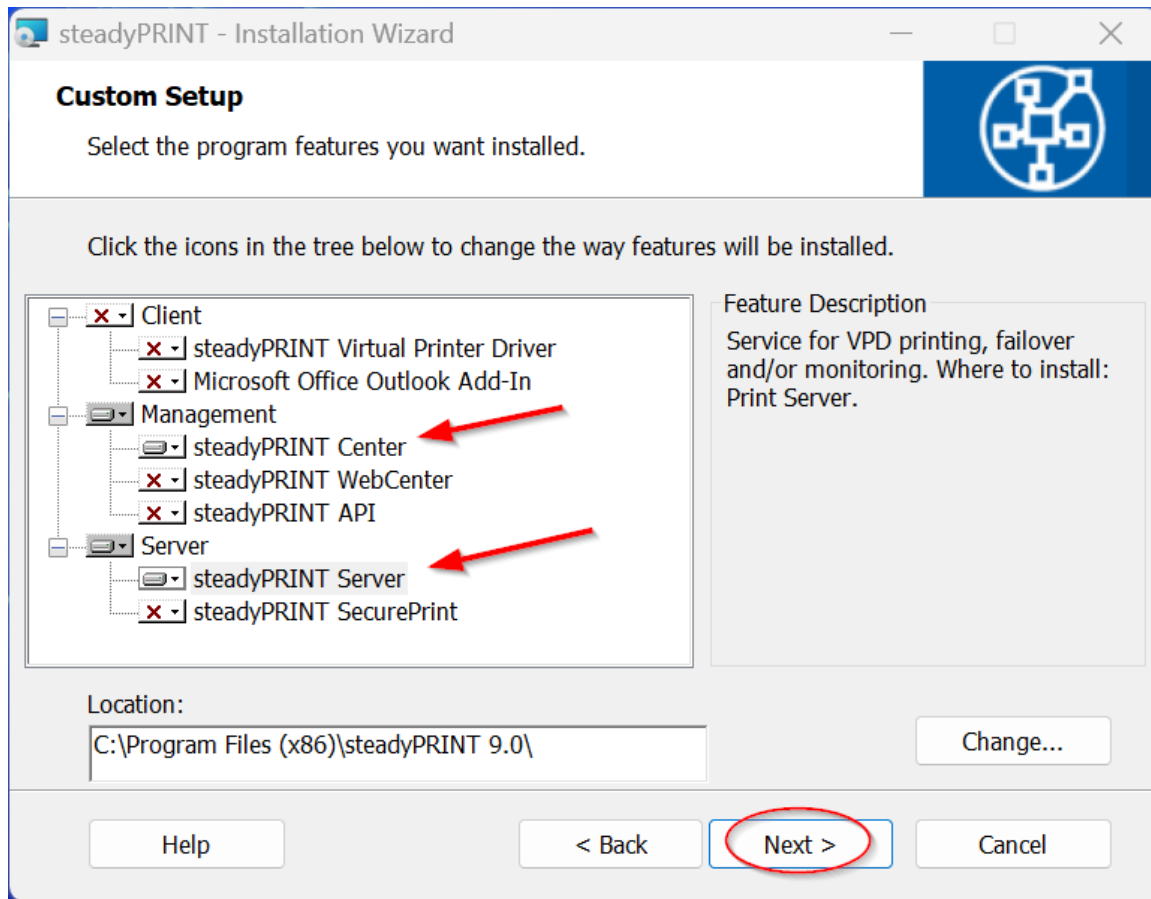 steadyPRINT - Installation Wizard
Custom Setup
Select the program features you want installed.
Click the icons in the tree below to change the way features will be installed.
Client
steadyPRINT Virtual Printer Driver
Microsoft Office Outlook Add-In
Management
steadyPRINT Center
steadyPRINT WebCenter
steadyPRINT API
Server
steadyPRINT Server
steadyPRINT SecurePrint
Feature Description
Service for VPD printing, failover
and/or monitoring. Where to install:
Print Server.
Location:
C:\Program Files (x86)\steadyPRINT 9.0\
Change...
Help
< Back
Next >
Cancel